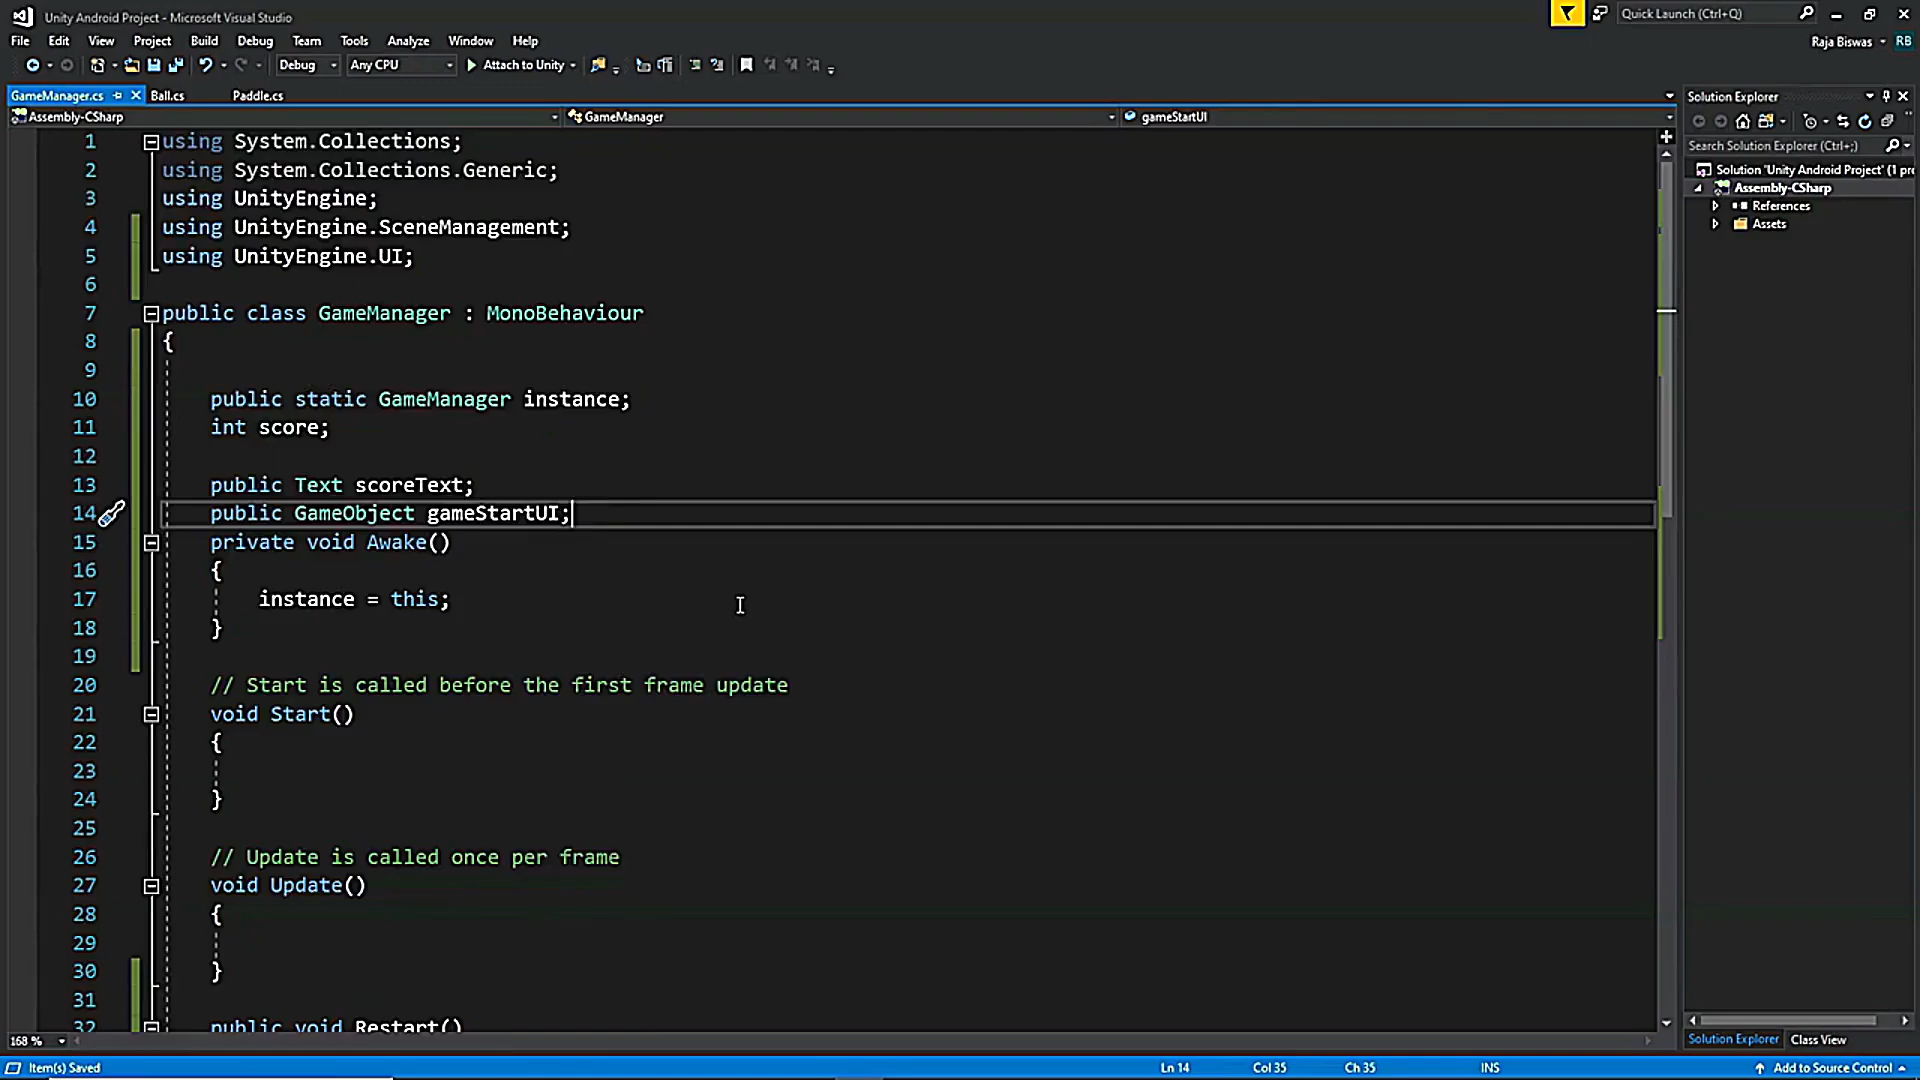 Unity Android Project - Microsoft Visual Studio
Quick Launch (Ctrl+Q)
File Edit View Project Build Debug Team Tools Analyze Window Help
Raja Biswas RB
Debug Any CPU Attach to Unity
GameManager.cs Ball.cs Paddle.cs
Solution Explorer
Assembly-CSharp GameManager gameStartUI
Search Solution Explorer (Ctrl+;)
Solution 'Unity Android Project' (1 pr
Assembly-CSharp
References
Assets
1 using System.Collections;
2 using System.Collections.Generic;
3 using UnityEngine;
4 using UnityEngine.SceneManagement;
5 using UnityEngine.UI;
6
7 public class GameManager : MonoBehaviour
8 {
9
10 public static GameManager instance;
11 int score;
12
13 public Text scoreText;
14 public GameObject gameStartUI;
15 private void Awake()
16 {
17 instance = this;
18 }
19
20 // Start is called before the first frame update
21 void Start()
22 {
23
24 }
25
26 // Update is called once per frame
27 void Update()
28 {
29
30 }
31
32 public void Restart()
168 %
Solution Explorer Class View
Item(s) Saved Ln 14 Col 35 Ch 35 INS Add to Source Control